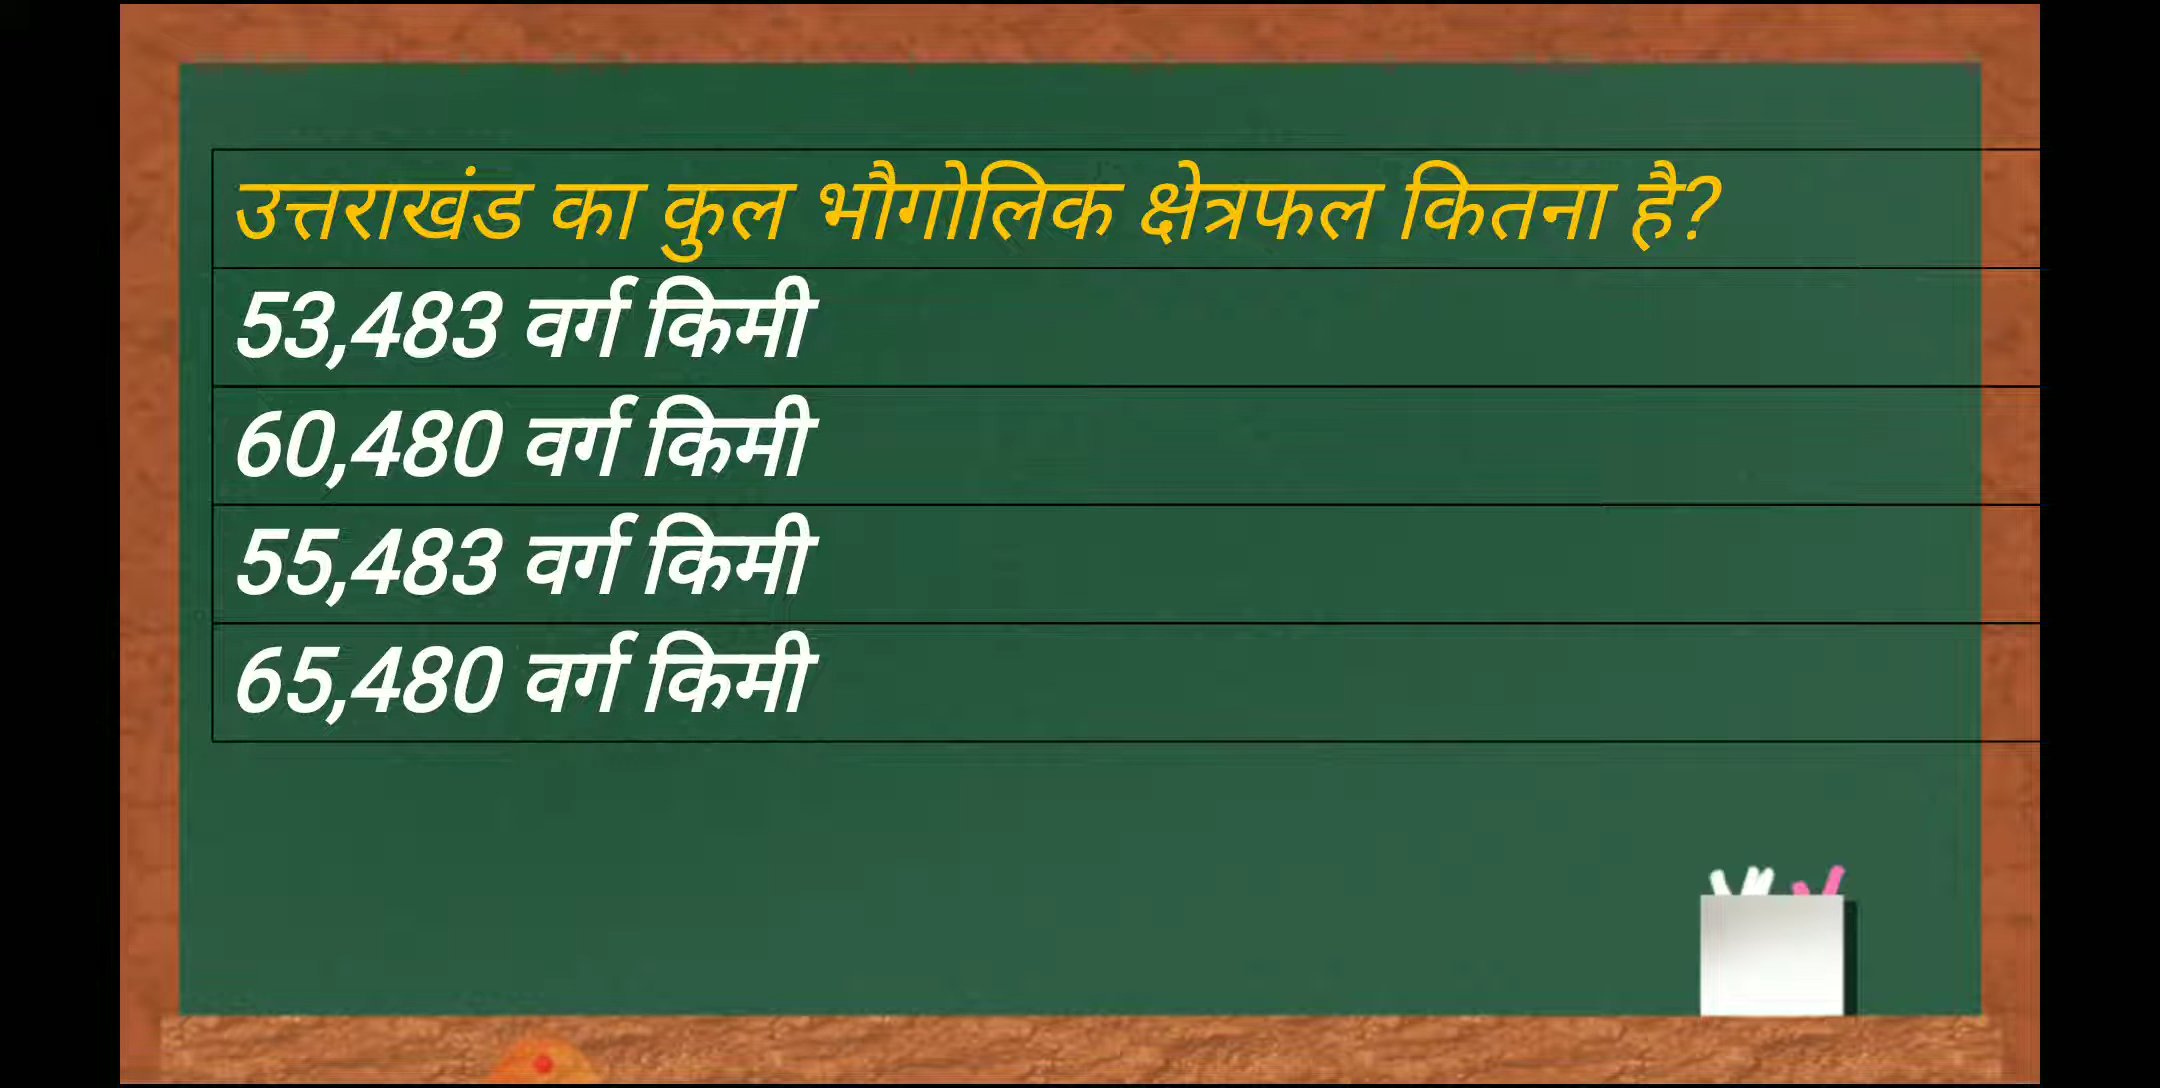 उत्तराखंड का कुल भौगोलिक क्षेत्रफल कितना है?
53,483 वर्ग किमी
60,480 वर्ग किमी
55,483 वर्ग किमी
65,480 वर्ग किमी